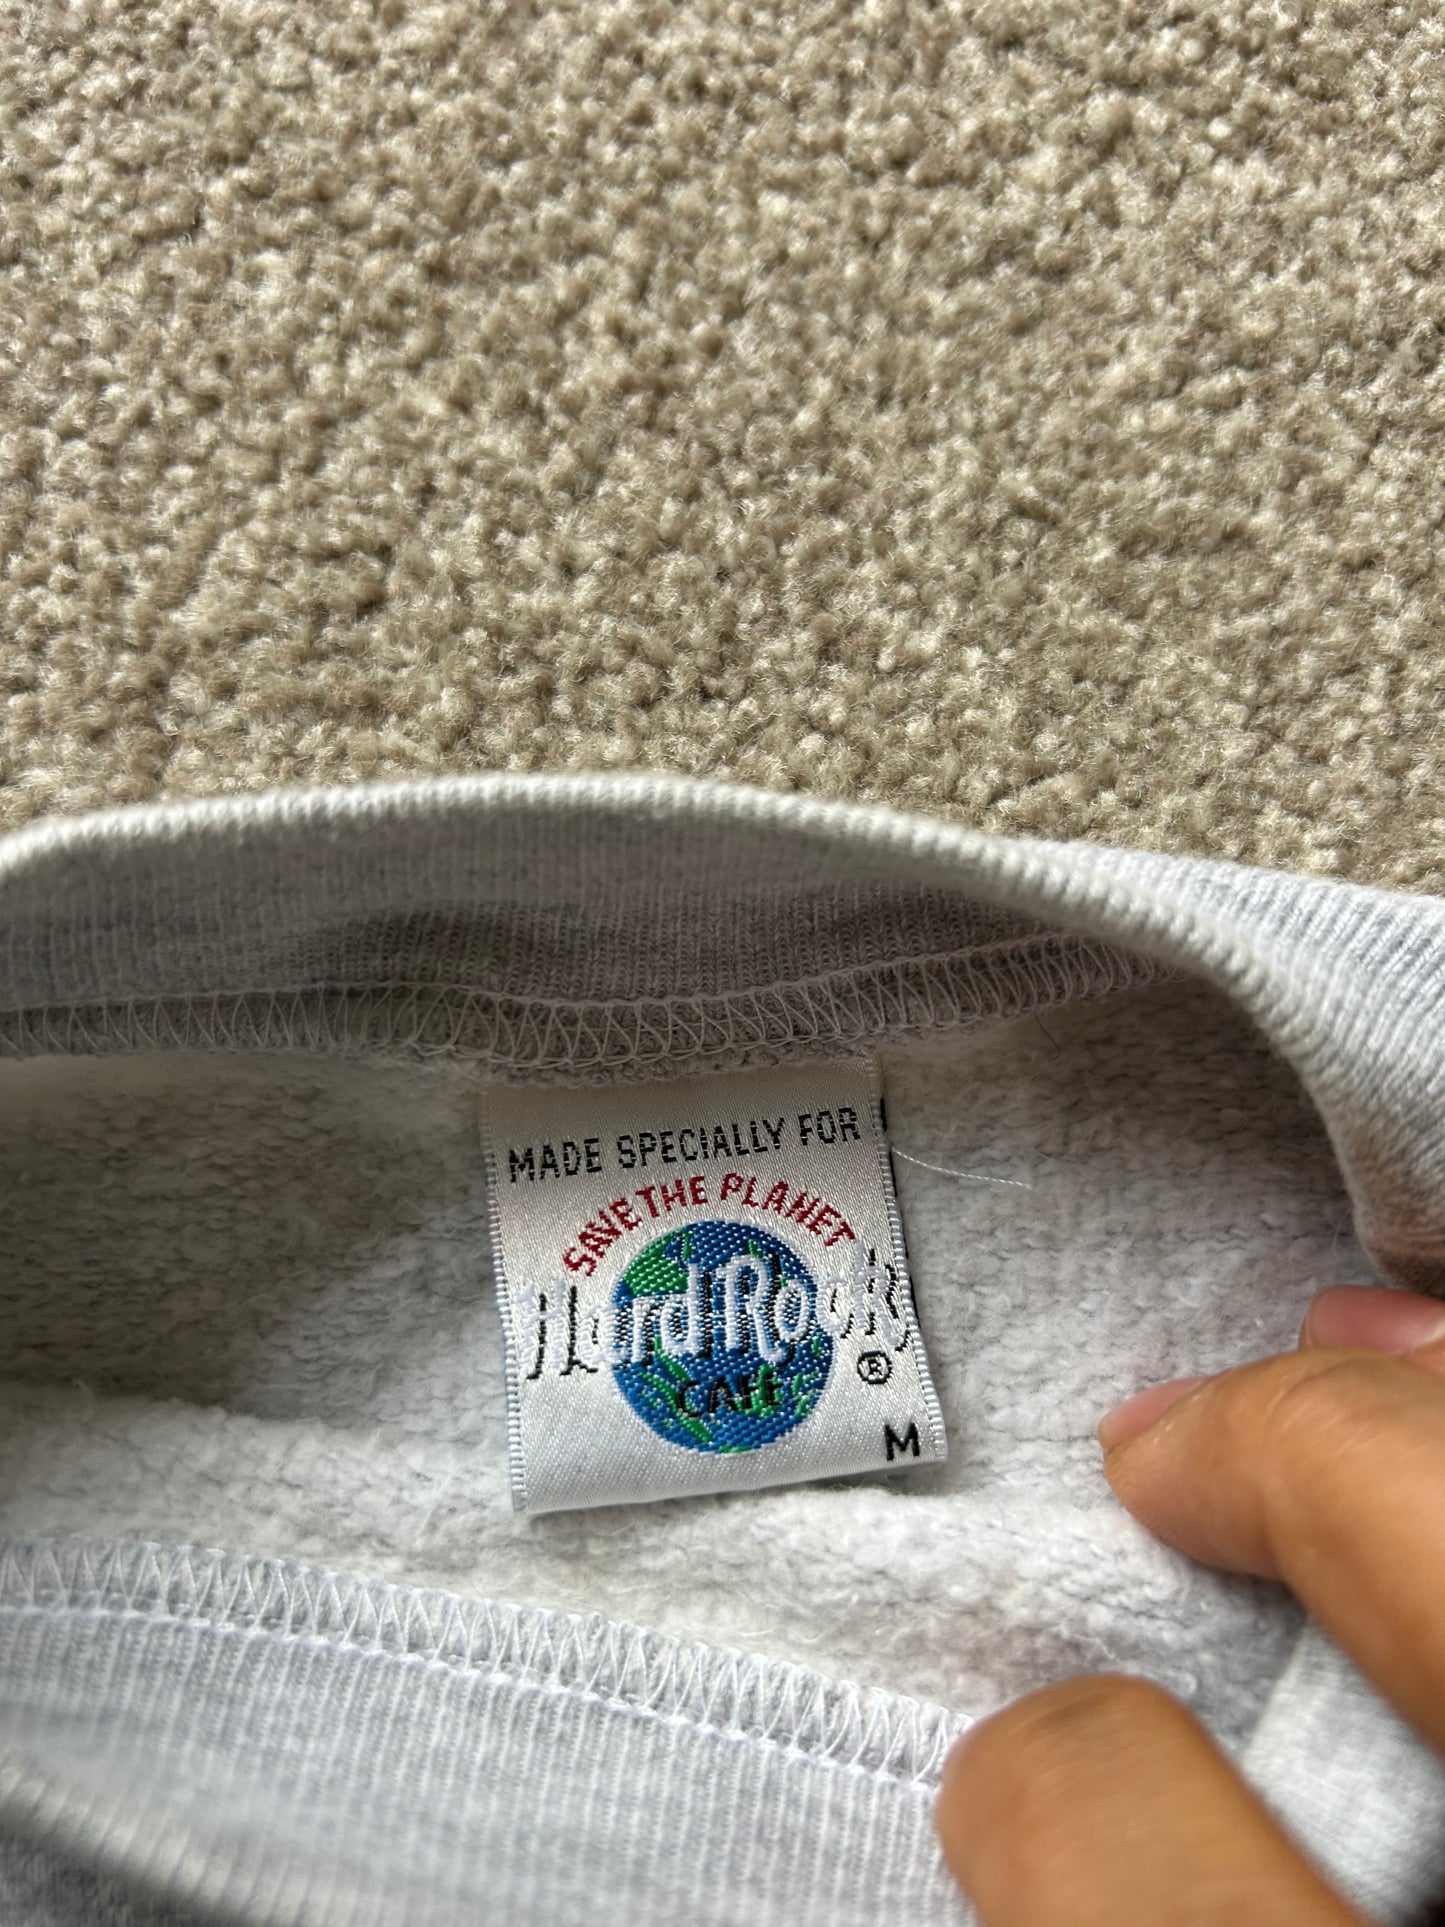 MADE SPECIALLY FOR
SAVE THE PLANET
Hard Rock
CAFE ®
M